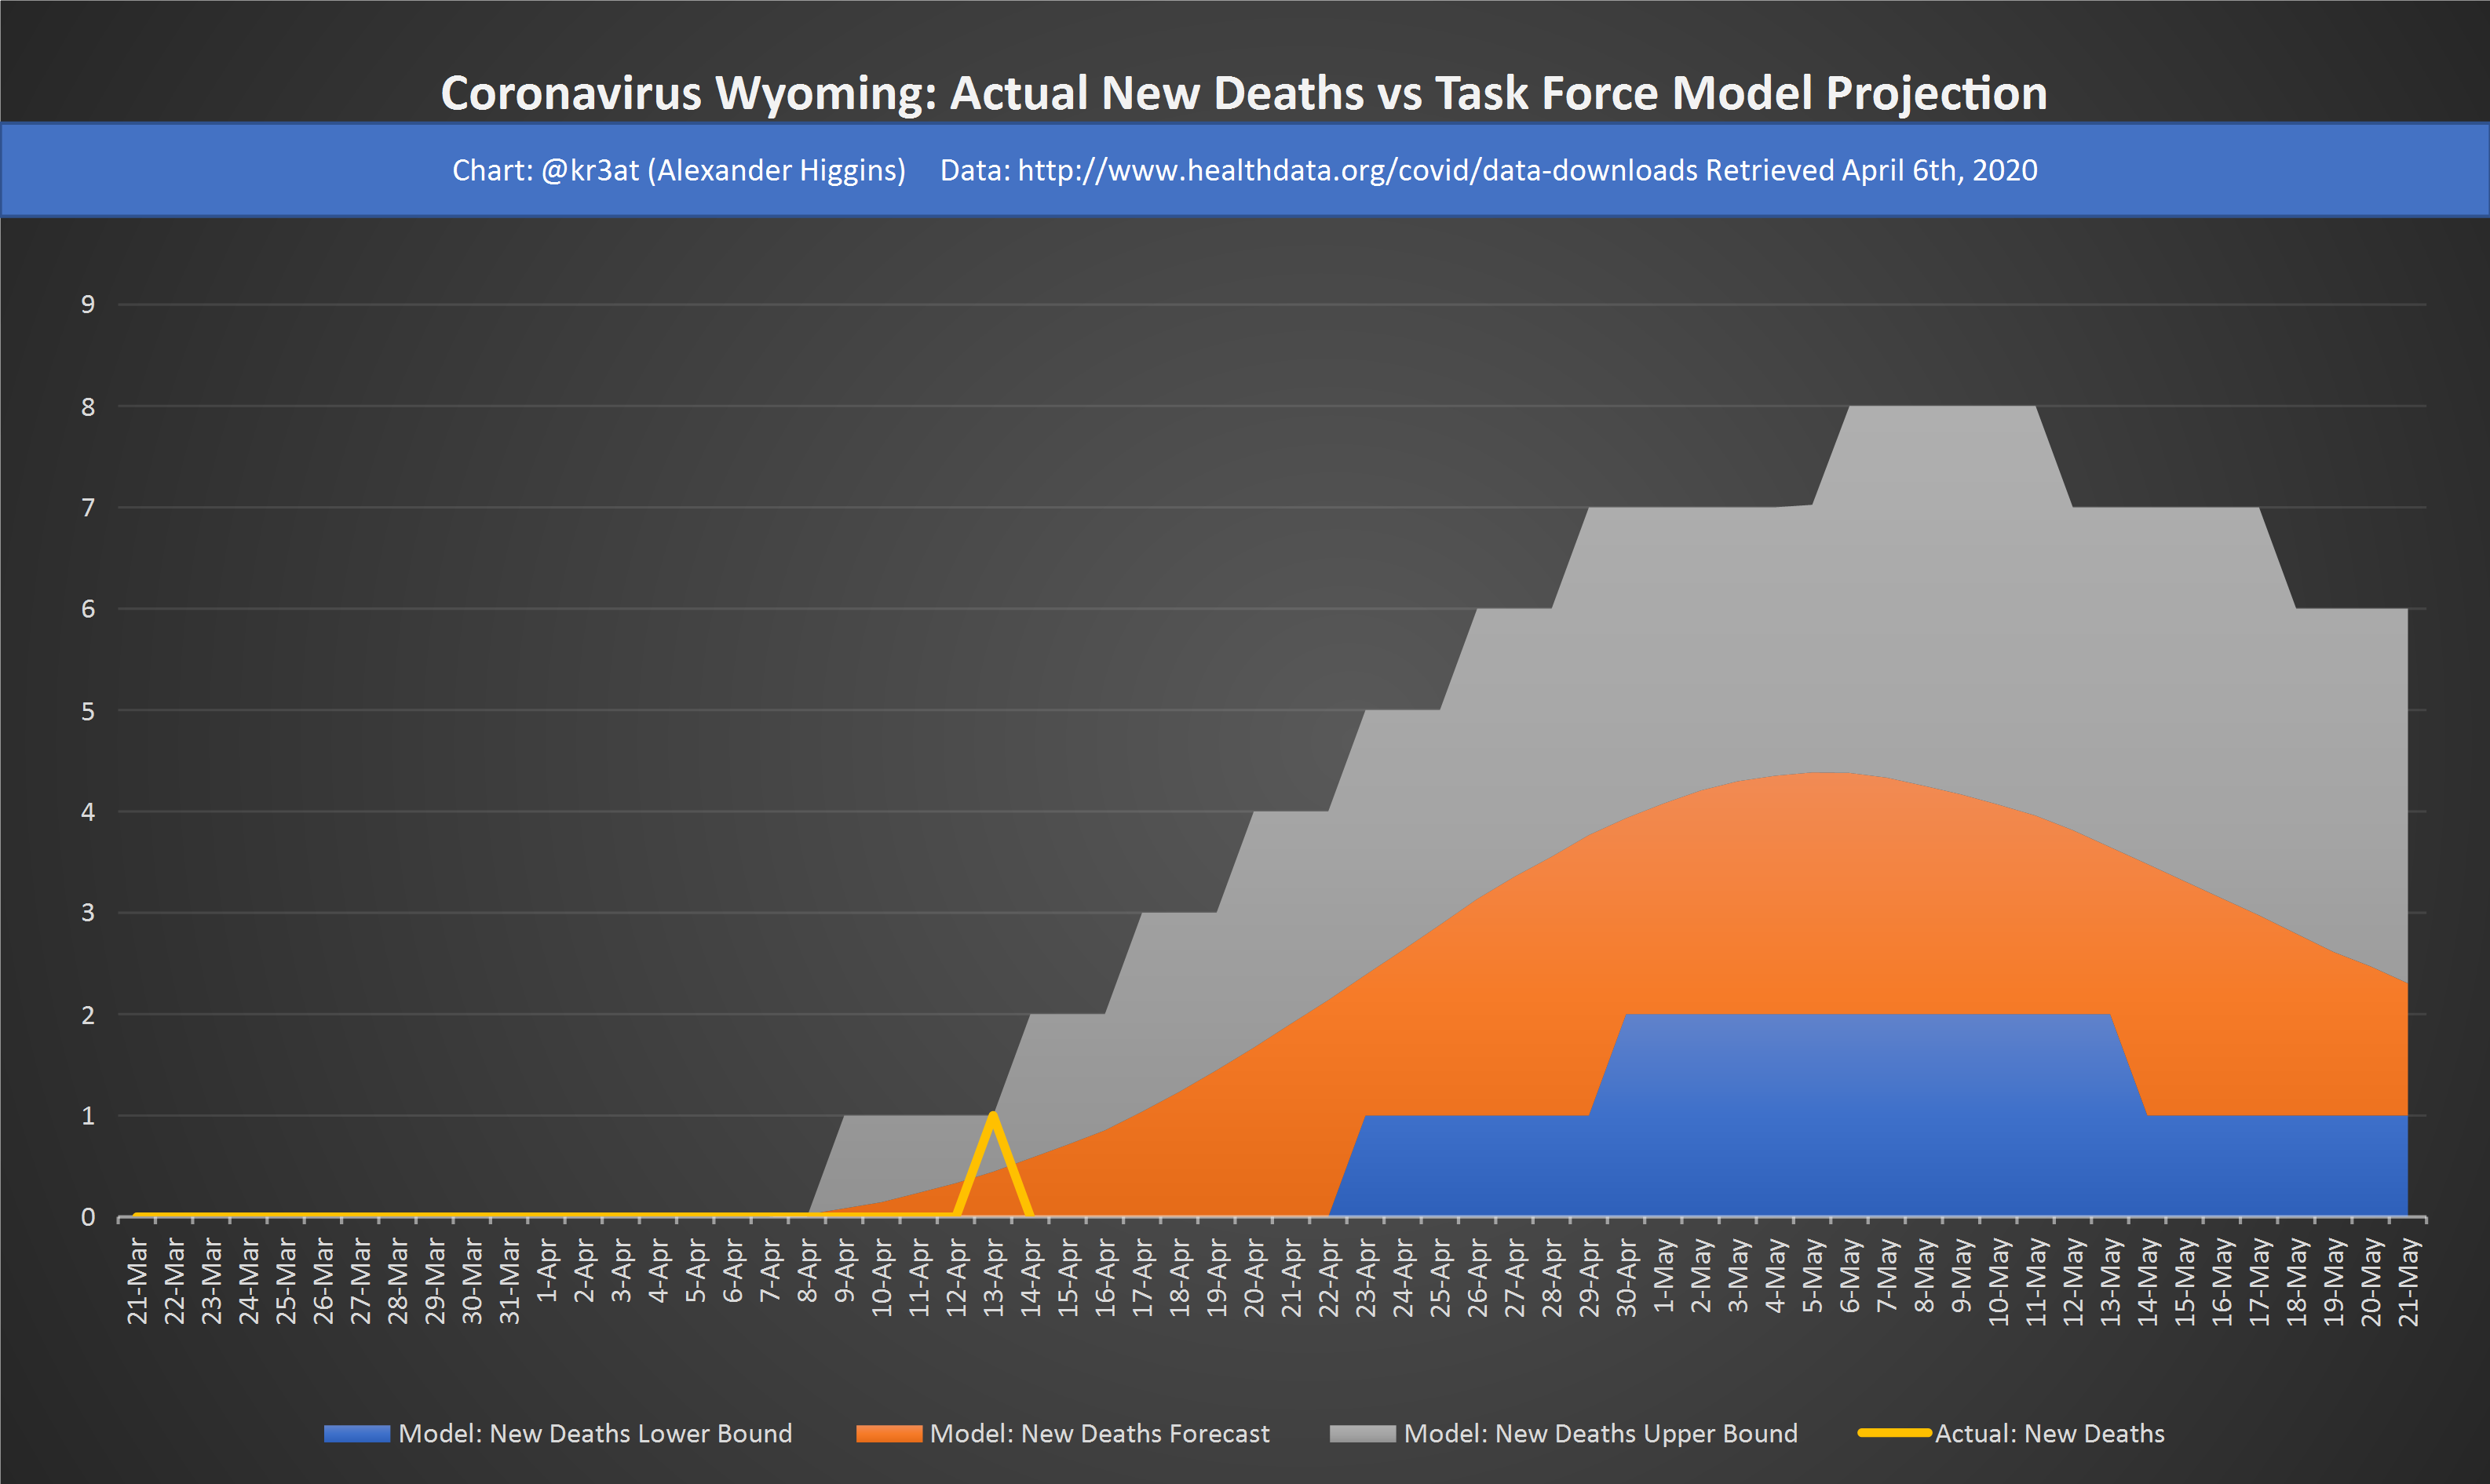 Coronavirus Wyoming: Actual New Deaths vs Task Force Model Projection
Chart: @kr3at (Alexander Higgins) Data: http://www.healthdata.org/covid/data-downloads Retrieved April 6th, 2020
9
8
7
6
5
4
3
2
1
0
21-Mar
22-Mar
23-Mar
24-Mar
25-Mar
26-Mar
27-Mar
28-Mar
29-Mar
30-Mar
31-Mar
1-Apr
2-Apr
3-Apr
4-Apr
5-Apr
6-Apr
7-Apr
8-Apr
9-Apr
10-Apr
11-Apr
12-Apr
13-Apr
14-Apr
15-Apr
16-Apr
17-Apr
18-Apr
19-Apr
20-Apr
21-Apr
22-Apr
23-Apr
24-Apr
25-Apr
26-Apr
27-Apr
28-Apr
29-Apr
30-Apr
1-May
2-May
3-May
4-May
5-May
6-May
7-May
8-May
9-May
10-May
11-May
12-May
13-May
14-May
15-May
16-May
17-May
18-May
19-May
20-May
21-May
Model: New Deaths Lower Bound
Model: New Deaths Forecast
Model: New Deaths Upper Bound
Actual: New Deaths